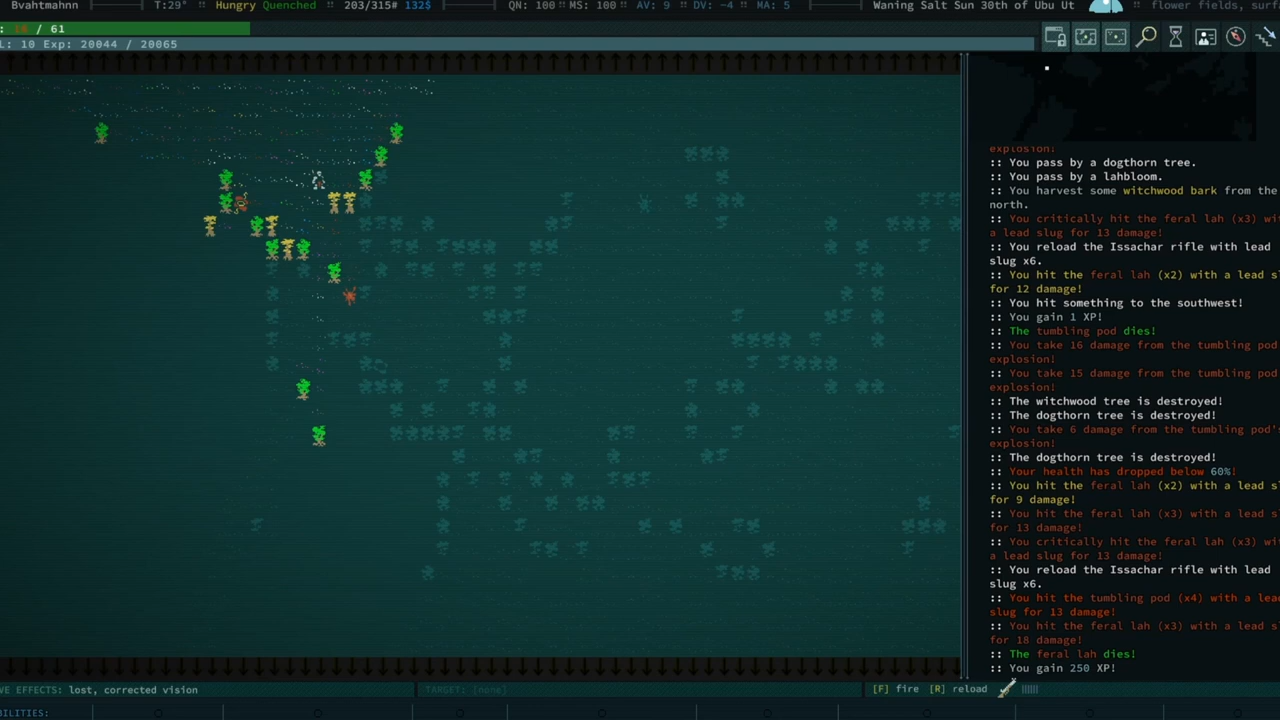 Bvahtmahnn T:29° :: Hungry Quenched :: 203/315# 132$ QN: 100 :: MS: 100 :: AV: 9 :: DV: -4 :: MA: 5 Waning Salt Sun 30th of Ubu Ut :: flower fields, surf
: / 61
L: 10 Exp: 20044 / 20065
explosion!
:: You pass by a dogthorn tree.
:: You pass by a lahbloom.
:: You harvest some witchwood bark from the
north.
:: You critically hit the feral lah (x3) wi
a lead slug for 13 damage!
:: You reload the Issachar rifle with lead
slug x6.
:: You hit the feral lah (x2) with a lead sl
for 12 damage!
:: You hit something to the southwest!
:: You gain 1 XP!
:: The tumbling pod dies!
:: You take 16 damage from the tumbling pod
explosion!
:: You take 15 damage from the tumbling pod
explosion!
:: The witchwood tree is destroyed!
:: The dogthorn tree is destroyed!
:: You take 6 damage from the tumbling pod's
explosion!
:: The dogthorn tree is destroyed!
:: Your health has dropped below 60%!
:: You hit the feral lah (x2) with a lead sl
for 9 damage!
:: You hit the feral lah (x3) with a lead sl
for 13 damage!
:: You critically hit the feral lah (x3) wi
a lead slug for 13 damage!
:: You reload the Issachar rifle with lead
slug x6.
:: You hit the tumbling pod (x4) with a lea
slug for 13 damage!
:: You hit the feral lah (x3) with a lead sl
for 18 damage!
:: The feral lah dies!
:: You gain 250 XP!
VE EFFECTS: lost, corrected vision TARGET: [none] [F] fire [R] reload
BILITIES: